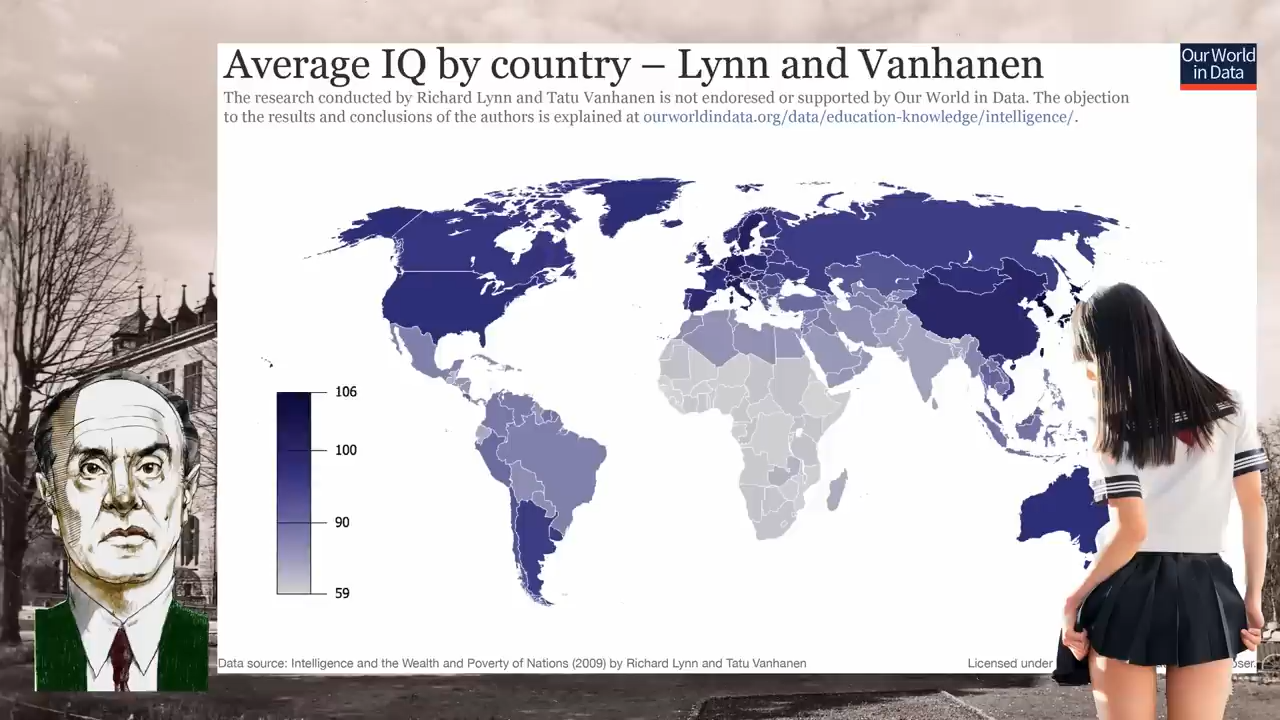 Average IQ by country – Lynn and Vanhanen
Our World
in Data
The research conducted by Richard Lynn and Tatu Vanhanen is not endoresed or supported by Our World in Data. The objection
to the results and conclusions of the authors is explained at ourworldindata.org/data/education-knowledge/intelligence/.
106
100
90
59
Data source: Intelligence and the Wealth and Poverty of Nations (2009) by Richard Lynn and Tatu Vanhanen
Licensed under